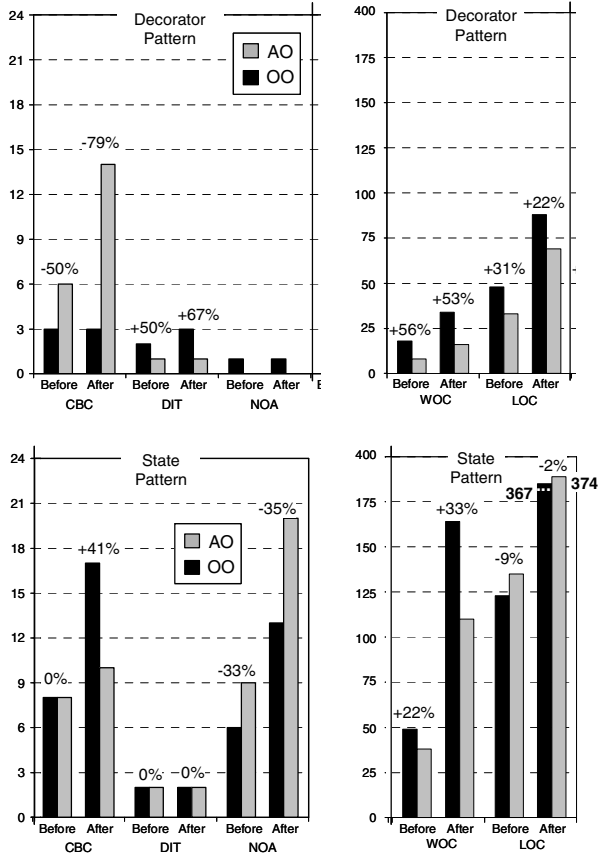 24
21
18
15
12
9
6
3
0
Decorator
Pattern
AO
OO
-50%
-79%
+50%
+67%
Before After Before After Before After
CBC DIT NOA
400
175
150
125
100
75
50
25
0
Decorator
Pattern
+56%
+53%
+31%
+22%
Before After Before After
WOC LOC
24
21
18
15
12
9
6
3
0
State
Pattern
AO
OO
0%
+41%
0%
0%
-33%
-35%
Before After Before After Before After
CBC DIT NOA
400
175
150
125
100
75
50
25
0
State
Pattern
+22%
+33%
-9%
-2%
367
374
Before After Before After
WOC LOC